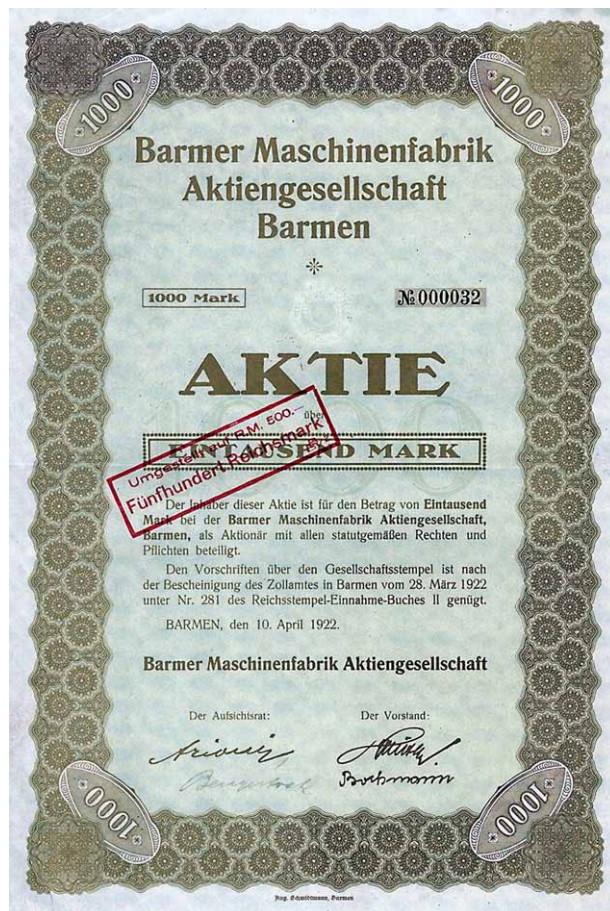 1000
1000
Barmer Maschinenfabrik
Aktiengesellschaft
Barmen
1000 Mark
№ 000032
AKTIE
über
EINTAUSEND MARK
Umgestellt auf R.M. 500.—
Fünfhundert Reichsmark
Der Inhaber dieser Aktie ist für den Betrag von Eintausend
Mark bei der Barmer Maschinenfabrik Aktiengesellschaft,
Barmen, als Aktionär mit allen statutgemäßen Rechten und
Pflichten beteiligt.
Den Vorschriften über den Gesellschaftsstempel ist nach
der Bescheinigung des Zollamtes in Barmen vom 28. März 1922
unter Nr. 281 des Reichsstempel-Einnahme-Buches II genügt.
BARMEN, den 10. April 1922.
Barmer Maschinenfabrik Aktiengesellschaft
Der Aufsichtsrat:
Der Vorstand:
Bochmann
1000
1000
Aug. Schmidtmann, Barmen